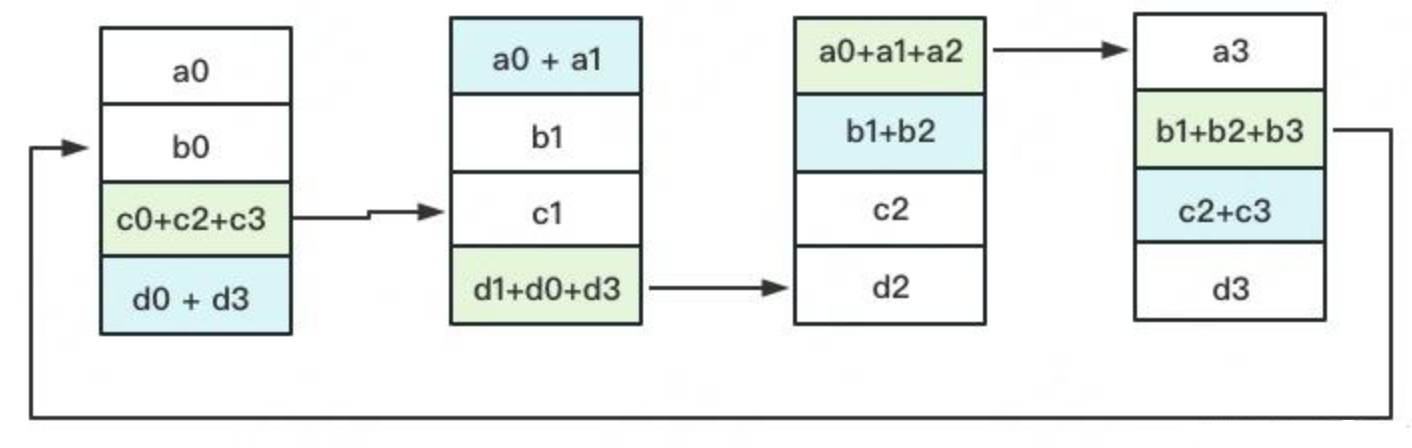 a0
b0
c0+c2+c3
d0 + d3
a0 + a1
b1
c1
d1+d0+d3
a0+a1+a2
b1+b2
c2
d2
a3
b1+b2+b3
c2+c3
d3